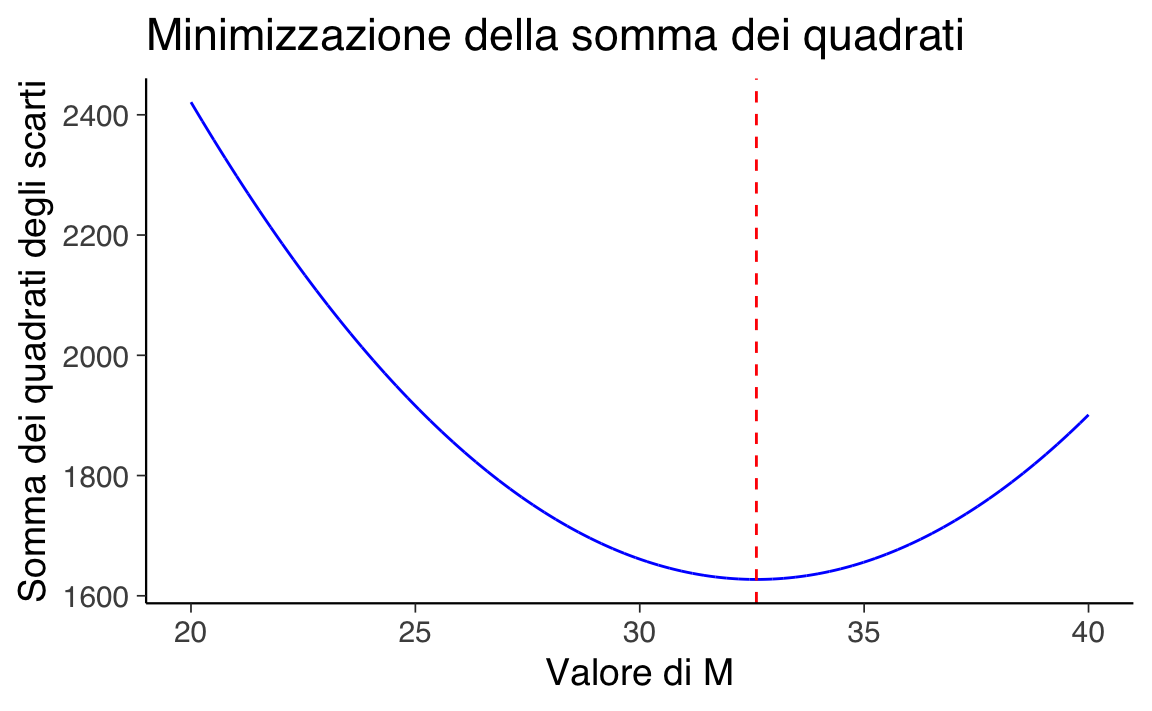 Minimizzazione della somma dei quadrati
Somma dei quadrati degli scarti
2400
2200
2000
1800
1600
20 25 30 35 40
Valore di M